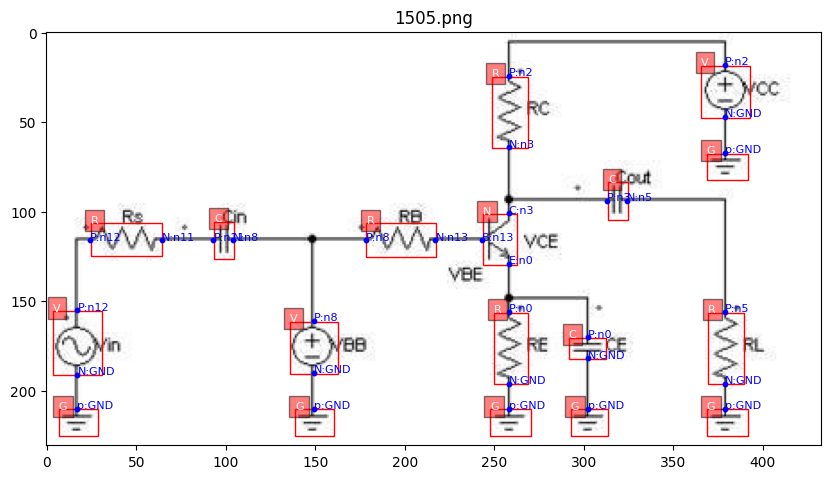 1505.png
0
50
100
150
200
0
50
100
150
200
250
300
350
400
V
P:n2
VCC
N:GND
G
p:GND
R
P:n2
RC
N:n3
C
Cout
P:n3
N:n5
R
Rs
P:n12
N:n11
C
Cin
N:n8
R
RB
P:n8
N:n13
N
C:n3
B:n13
E:n0
VCE
VBE
V
P:n12
Vin
N:GND
G
p:GND
V
P:n8
VBB
N:GND
G
p:GND
R
P:n0
RE
N:GND
G
p:GND
C
P:n0
CE
N:GND
G
p:GND
R
P:n5
RL
N:GND
G
p:GND